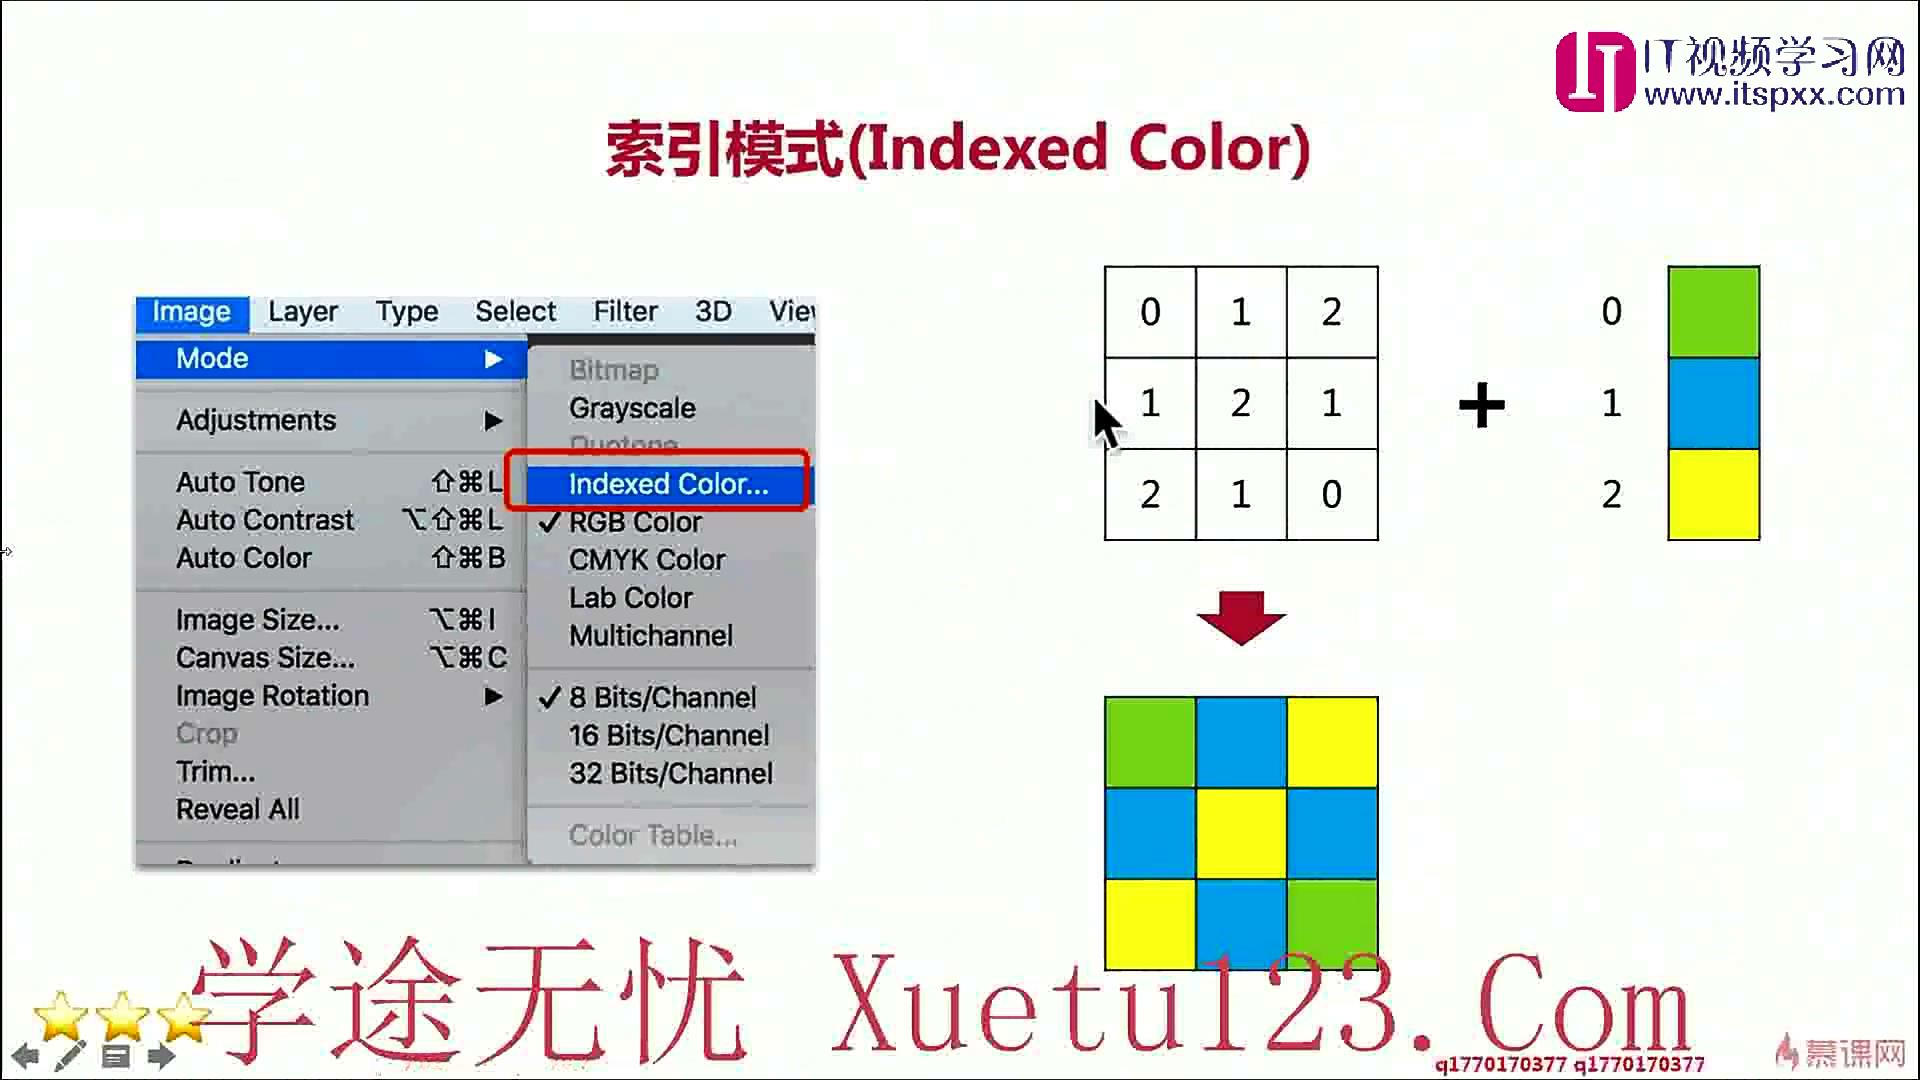 IT视频学习网
www.itspxx.com
索引模式(Indexed Color)
Image Layer Type Select Filter 3D View
Mode
Adjustments
Auto Tone ⇧⌘L
Auto Contrast ⌥⇧⌘L
Auto Color ⇧⌘B
Image Size... ⌥⌘I
Canvas Size... ⌥⌘C
Image Rotation
Crop
Trim...
Reveal All
Bitmap
Grayscale
Duotone
Indexed Color...
✓ RGB Color
CMYK Color
Lab Color
Multichannel
✓ 8 Bits/Channel
16 Bits/Channel
32 Bits/Channel
Color Table...
0 1 2
1 2 1
2 1 0
+
0
1
2
学途无忧 Xuetu123.Com
q1770170377 q1770170377
慕课网